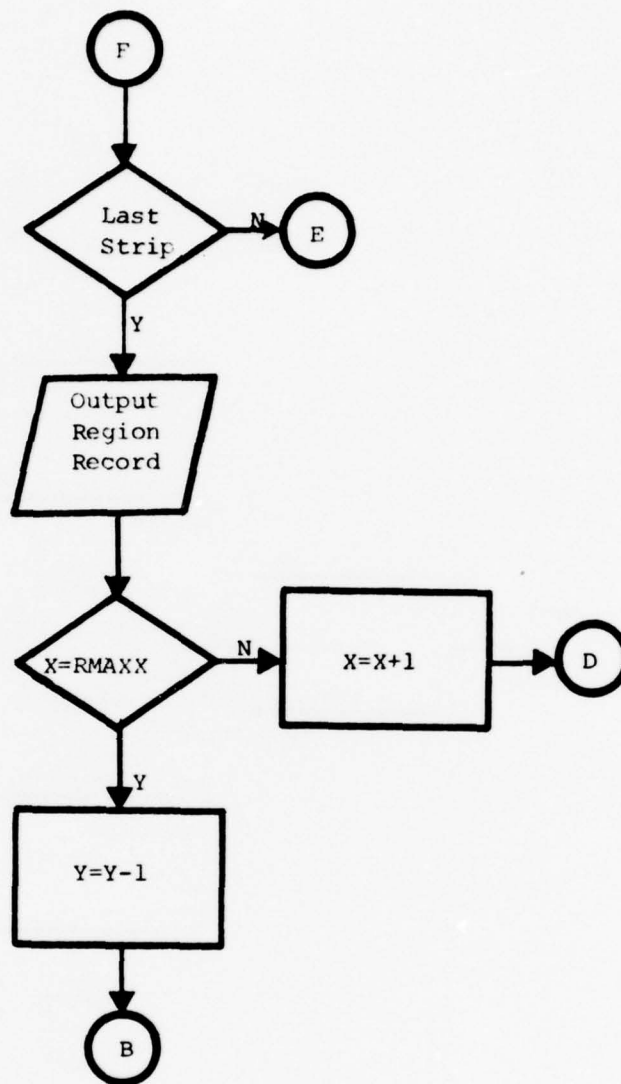 F
Last
Strip
N
E
Y
Output
Region
Record
X=RMAXX
N
X=X+1
D
Y
Y=Y-1
B